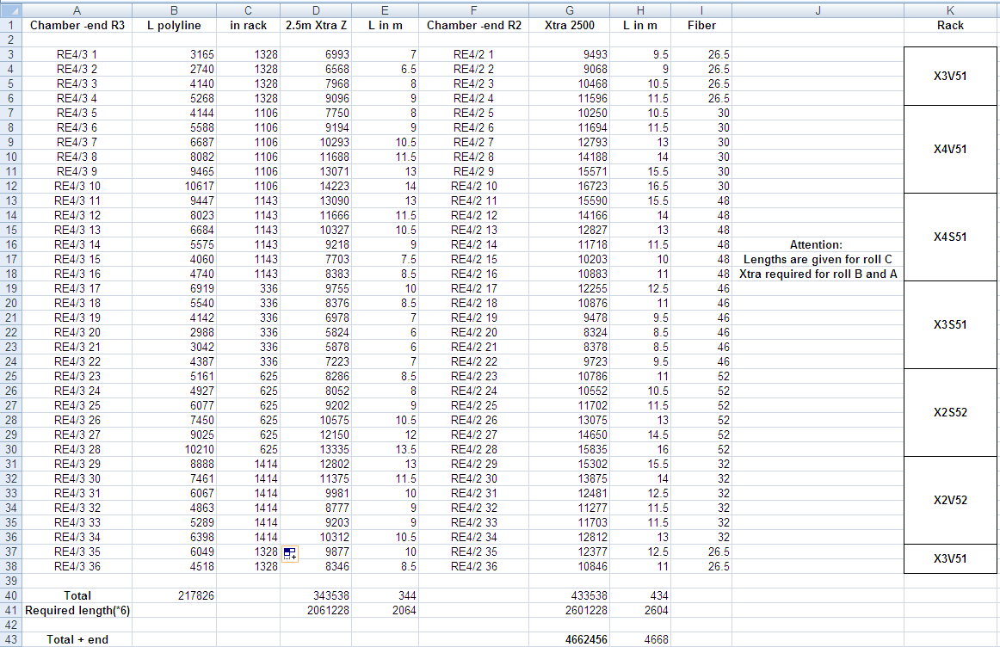 A B C D E F G H I J K
1 Chamber -end R3 L polyline in rack 2.5m Xtra Z L in m Chamber -end R2 Xtra 2500 L in m Fiber Rack
2
3 RE4/3 1 3165 1328 6993 7 RE4/2 1 9493 9.5 26.5
4 RE4/3 2 2740 1328 6568 6.5 RE4/2 2 9068 9 26.5
X3V51
5 RE4/3 3 4140 1328 7968 8 RE4/2 3 10468 10.5 26.5
6 RE4/3 4 5268 1328 9096 9 RE4/2 4 11596 11.5 26.5
7 RE4/3 5 4144 1106 7750 8 RE4/2 5 10250 10.5 30
8 RE4/3 6 5588 1106 9194 9 RE4/2 6 11694 11.5 30
9 RE4/3 7 6687 1106 10293 10.5 RE4/2 7 12793 13 30
X4V51
10 RE4/3 8 8082 1106 11688 11.5 RE4/2 8 14188 14 30
11 RE4/3 9 9465 1106 13071 13 RE4/2 9 15571 15.5 30
12 RE4/3 10 10617 1106 14223 14 RE4/2 10 16723 16.5 30
13 RE4/3 11 9447 1143 13090 13 RE4/2 11 15590 15.5 48
14 RE4/3 12 8023 1143 11666 11.5 RE4/2 12 14166 14 48
15 RE4/3 13 6684 1143 10327 10.5 RE4/2 13 12827 13 48
X4S51
16 RE4/3 14 5575 1143 9218 9 RE4/2 14 11718 11.5 48 Attention:
17 RE4/3 15 4060 1143 7703 7.5 RE4/2 15 10203 10 48 Lengths are given for roll C
18 RE4/3 16 4740 1143 8383 8.5 RE4/2 16 10883 11 48 Xtra required for roll B and A
19 RE4/3 17 6919 336 9755 10 RE4/2 17 12255 12.5 46
20 RE4/3 18 5540 336 8376 8.5 RE4/2 18 10876 11 46
21 RE4/3 19 4142 336 6978 7 RE4/2 19 9478 9.5 46
X3S51
22 RE4/3 20 2988 336 5824 6 RE4/2 20 8324 8.5 46
23 RE4/3 21 3042 336 5878 6 RE4/2 21 8378 8.5 46
24 RE4/3 22 4387 336 7223 7 RE4/2 22 9723 9.5 46
25 RE4/3 23 5161 625 8286 8.5 RE4/2 23 10786 11 52
26 RE4/3 24 4927 625 8052 8 RE4/2 24 10552 10.5 52
27 RE4/3 25 6077 625 9202 9 RE4/2 25 11702 11.5 52
X2S52
28 RE4/3 26 7450 625 10575 10.5 RE4/2 26 13075 13 52
29 RE4/3 27 9025 625 12150 12 RE4/2 27 14650 14.5 52
30 RE4/3 28 10210 625 13335 13.5 RE4/2 28 15835 16 52
31 RE4/3 29 8888 1414 12802 13 RE4/2 29 15302 15.5 32
32 RE4/3 30 7461 1414 11375 11.5 RE4/2 30 13875 14 32
33 RE4/3 31 6067 1414 9981 10 RE4/2 31 12481 12.5 32
X2V52
34 RE4/3 32 4863 1414 8777 9 RE4/2 32 11277 11.5 32
35 RE4/3 33 5289 1414 9203 9 RE4/2 33 11703 11.5 32
36 RE4/3 34 6398 1414 10312 10.5 RE4/2 34 12812 13 32
37 RE4/3 35 6049 1328 9877 10 RE4/2 35 12377 12.5 26.5
X3V51
38 RE4/3 36 4518 1328 8346 8.5 RE4/2 36 10846 11 26.5
39
40 Total 217826 343538 344 433538 434
41 Required length(*6) 2061228 2064 2601228 2604
42
43 Total + end 4662456 4668